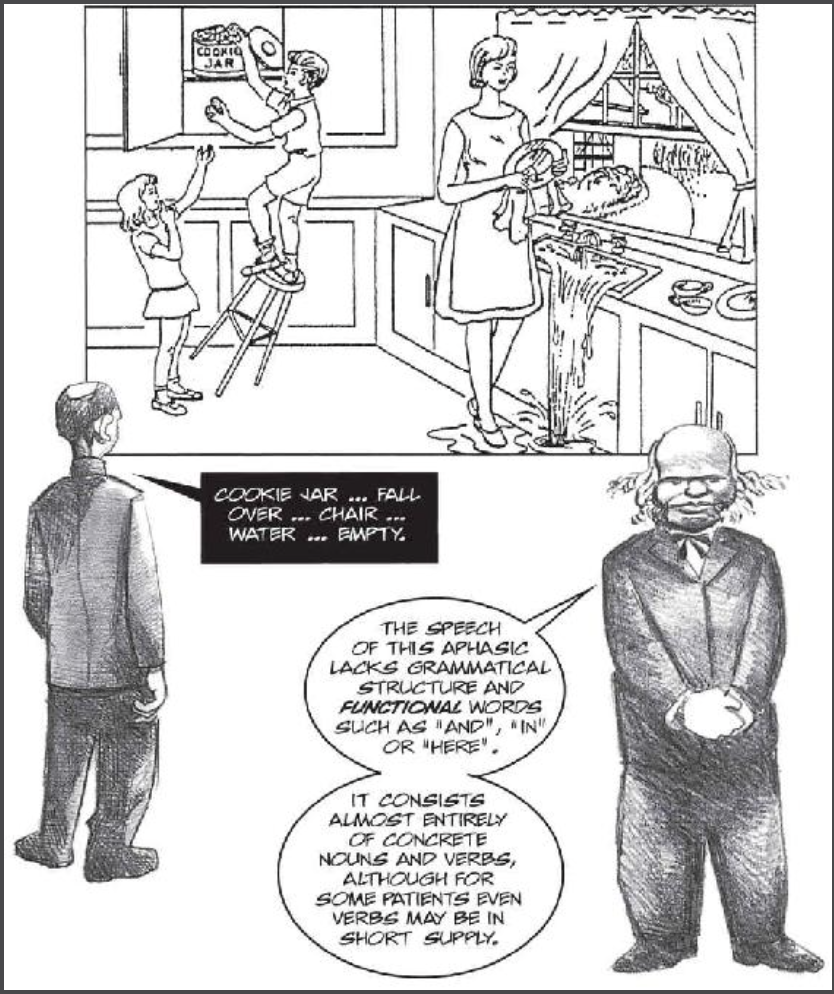 COOKIE
JAR
COOKIE JAR ... FALL
OVER ... CHAIR ...
WATER ... EMPTY.
THE SPEECH
OF THIS APHASIC
LACKS GRAMMATICAL
STRUCTURE AND
FUNCTIONAL WORDS
SUCH AS "AND", "IN"
OR "HERE".
IT CONSISTS
ALMOST ENTIRELY
OF CONCRETE
NOUNS AND VERBS,
ALTHOUGH FOR
SOME PATIENTS EVEN
VERBS MAY BE IN
SHORT SUPPLY.